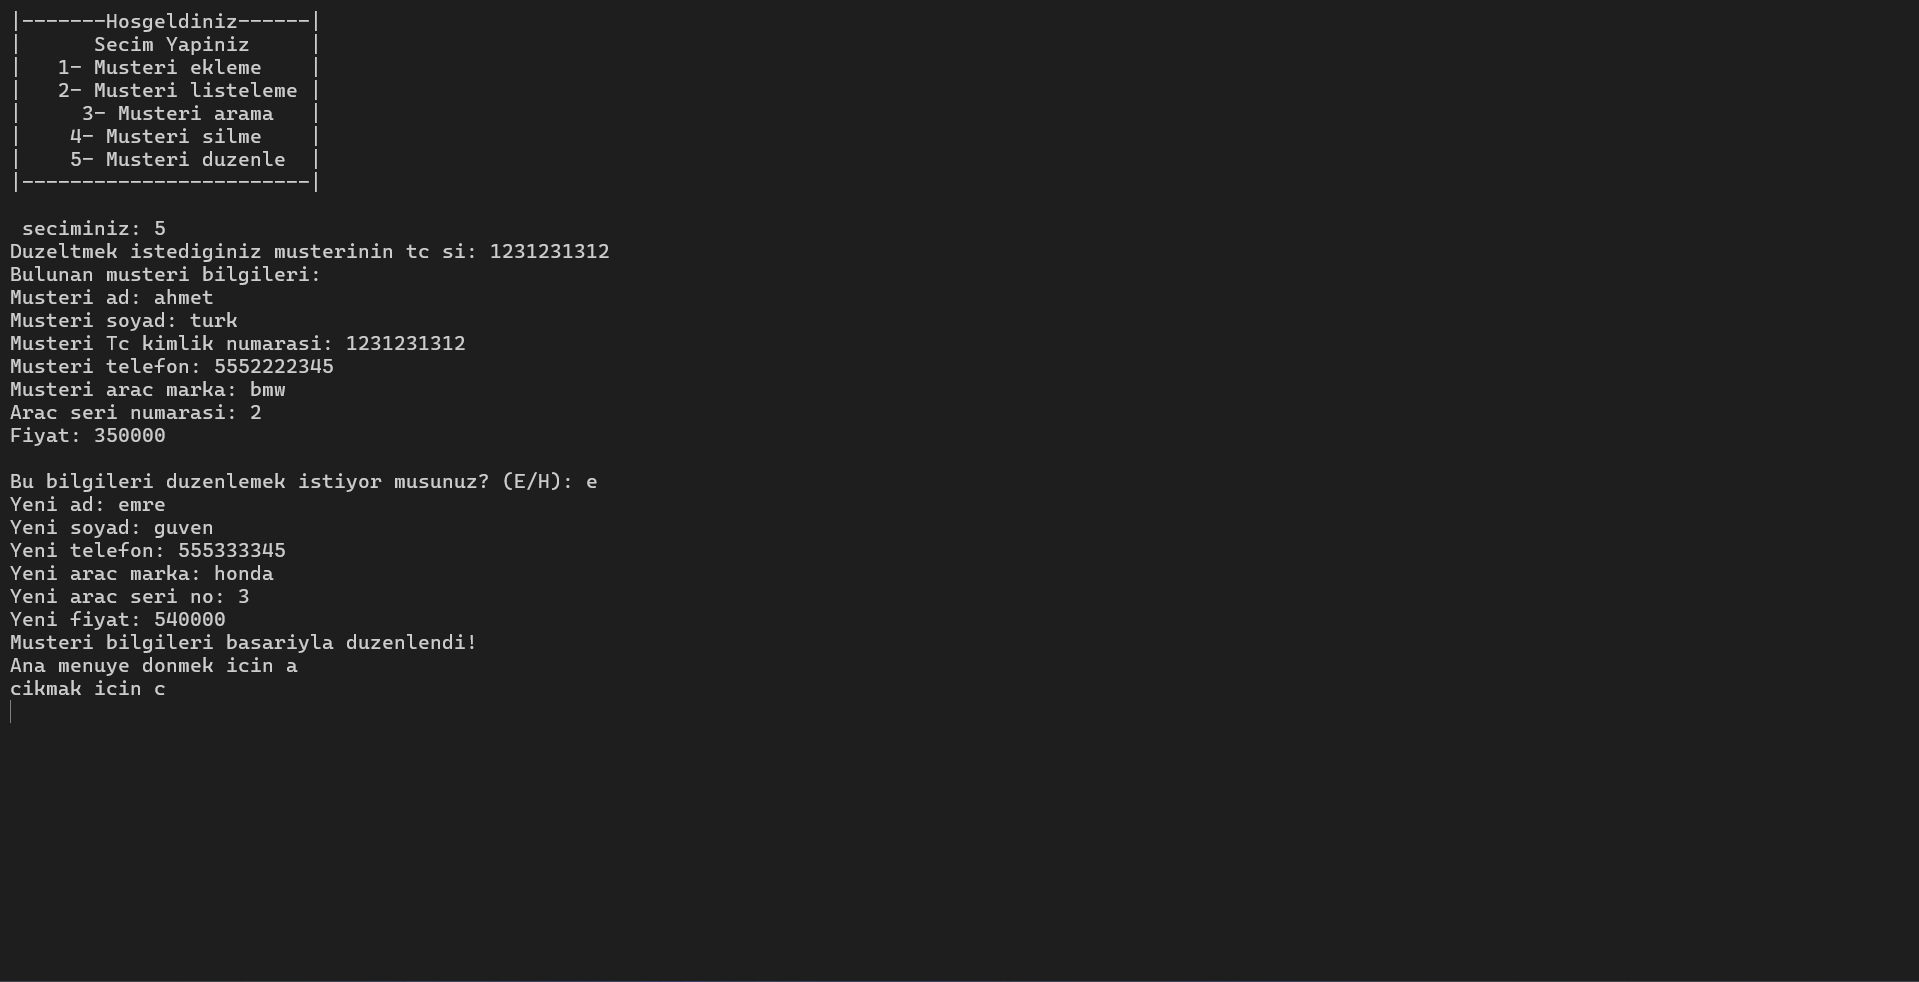 |-------Hosgeldiniz------|
|      Secim Yapiniz     |
|   1- Musteri ekleme    |
|   2- Musteri listeleme |
|     3- Musteri arama   |
|    4- Musteri silme    |
|    5- Musteri duzenle  |
|------------------------|
seciminiz: 5
Duzeltmek istediginiz musterinin tc si: 1231231312
Bulunan musteri bilgileri:
Musteri ad: ahmet
Musteri soyad: turk
Musteri Tc kimlik numarasi: 1231231312
Musteri telefon: 5552222345
Musteri arac marka: bmw
Arac seri numarasi: 2
Fiyat: 350000
Bu bilgileri duzenlemek istiyor musunuz? (E/H): e
Yeni ad: emre
Yeni soyad: guven
Yeni telefon: 555333345
Yeni arac marka: honda
Yeni arac seri no: 3
Yeni fiyat: 540000
Musteri bilgileri basariyla duzenlendi!
Ana menuye donmek icin a
cikmak icin c